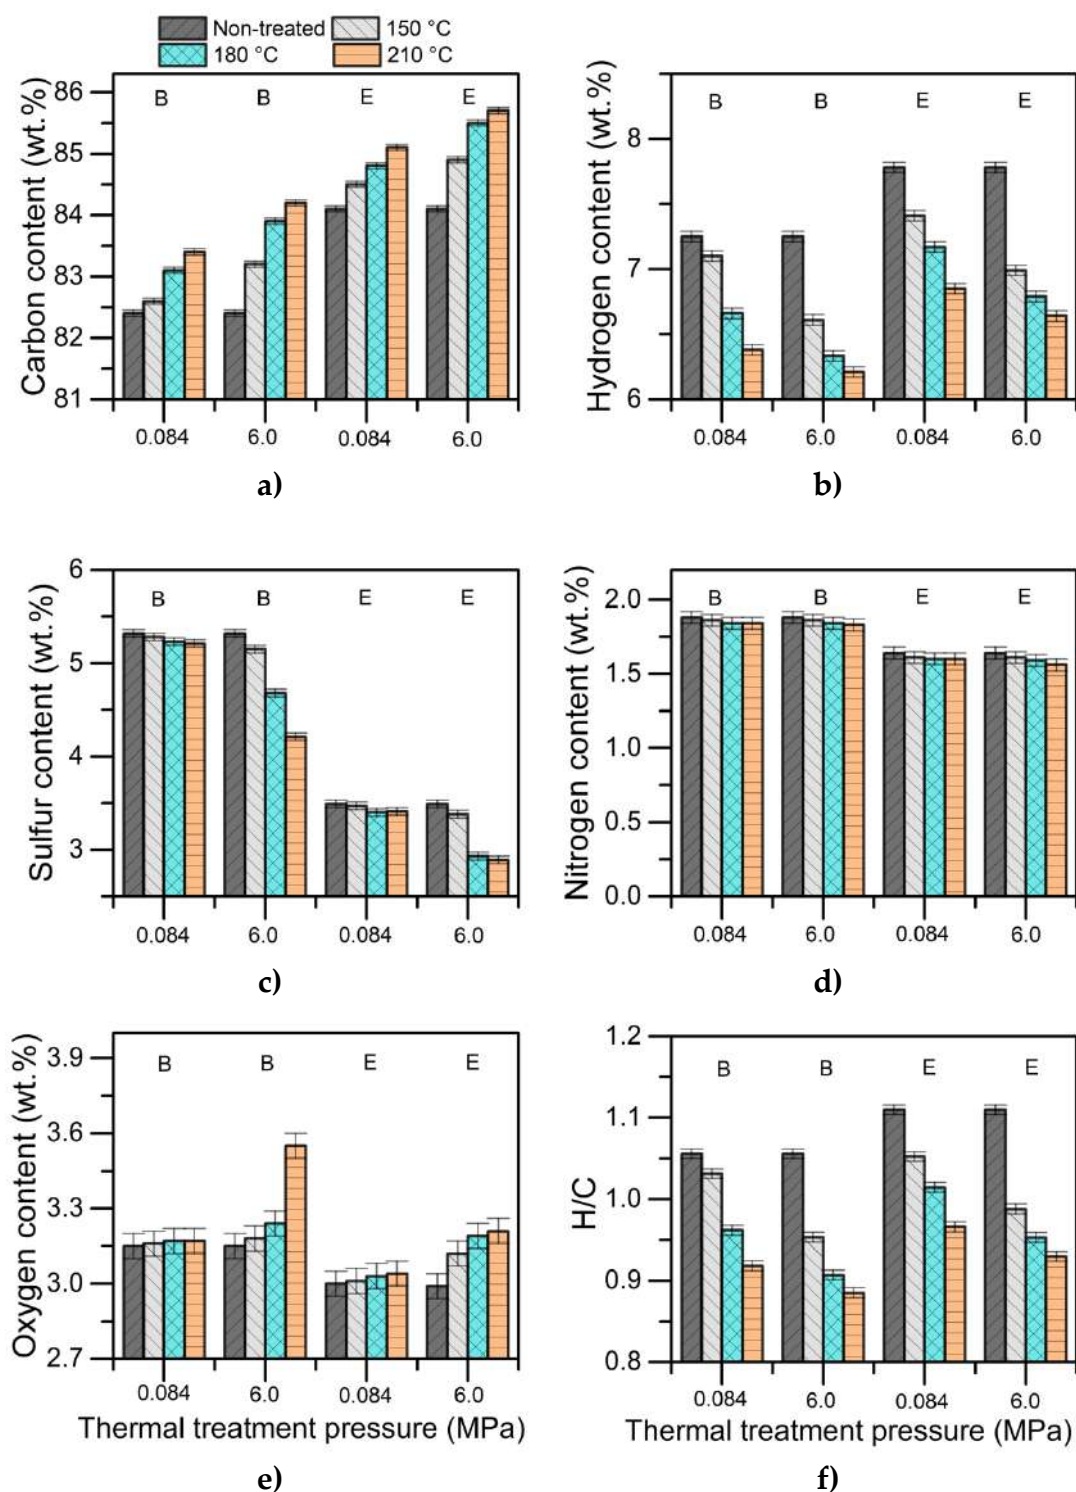 Non-treated 150 °C
180 °C 210 °C
Carbon content (wt.%)
86
85
84
83
82
81
B B E E
0.084 6.0 0.084 6.0
a)
Hydrogen content (wt.%)
8
7
6
B B E E
0.084 6.0 0.084 6.0
b)
Sulfur content (wt.%)
6
5
4
3
B B E E
0.084 6.0 0.084 6.0
c)
Nitrogen content (wt.%)
2.0
1.5
1.0
0.5
0.0
B B E E
0.084 6.0 0.084 6.0
d)
Oxygen content (wt.%)
3.9
3.6
3.3
3.0
2.7
B B E E
0.084 6.0 0.084 6.0
Thermal treatment pressure (MPa)
e)
H/C
1.2
1.1
1.0
0.9
0.8
B B E E
0.084 6.0 0.084 6.0
Thermal treatment pressure (MPa)
f)